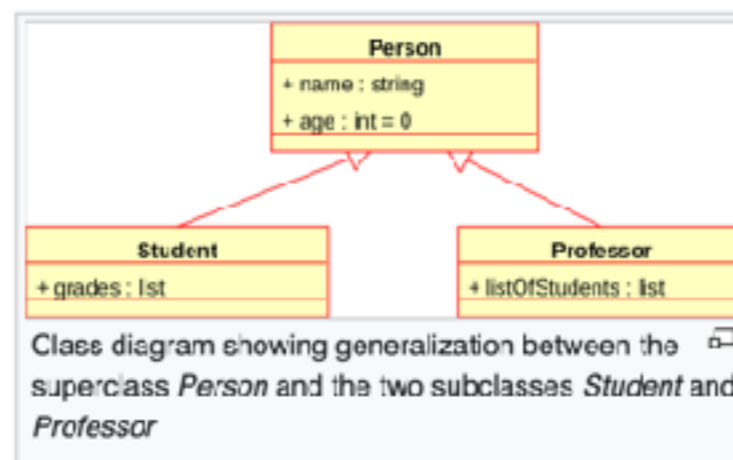 Person
+ name : string
+ age : int = 0
Student
Professor
+ grades : list
+ listOfStudents : list
Class diagram showing generalization between the
superclass Person and the two subclasses Student and
Professor